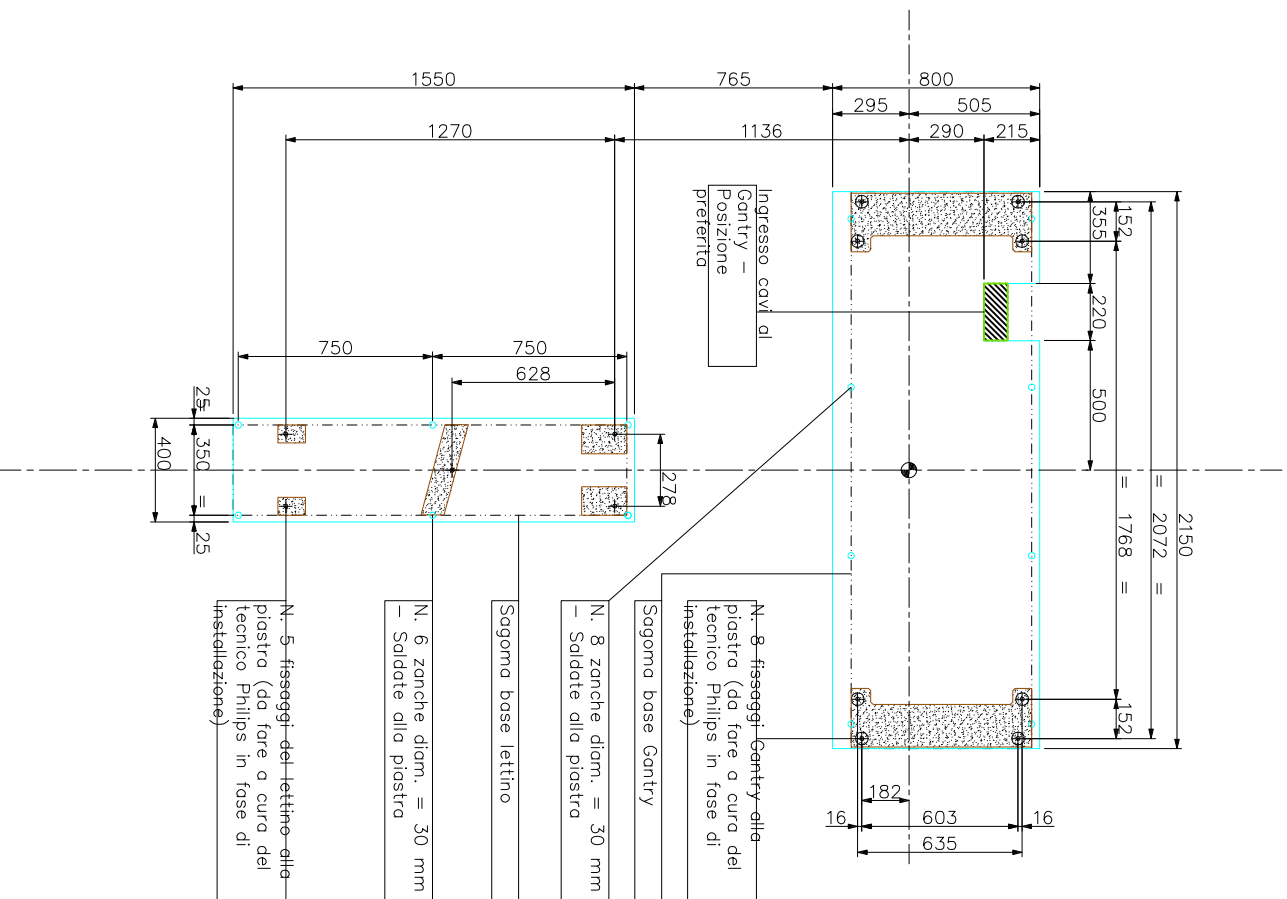 1550
765
800
295
505
1270
1136
290
215
Ingresso cavi al
Gantry –
Posizione
preferita
355
152
220
500
750
750
628
25
=
350
=
25
400
278
= 1768 =
= 2072 =
2150
152
182
16
603
16
635
N. 5 fissaggi del lettino alla
piastra (da fare a cura del
tecnico Philips in fase di
installazione)
N. 6 zanche diam. = 30 mm
– Saldate alla piastra
Sagoma base lettino
N. 8 zanche diam. = 30 mm
– Saldate alla piastra
Sagoma base Gantry
N. 8 fissaggi Gantry alla
piastra (da fare a cura del
tecnico Philips in fase di
installazione)